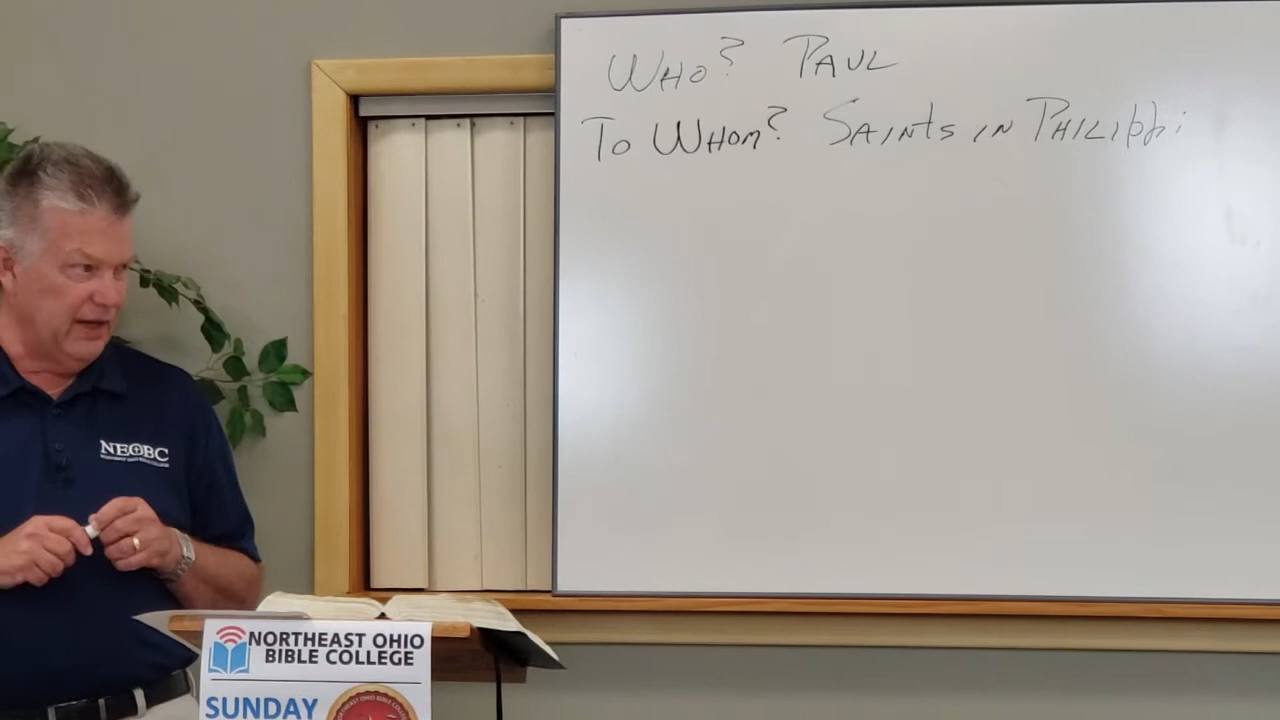 WHO? PAUL
TO WHOM? SAINTS IN PHILIPPI
NEOBC
NORTHEAST OHIO
BIBLE COLLEGE
SUNDAY